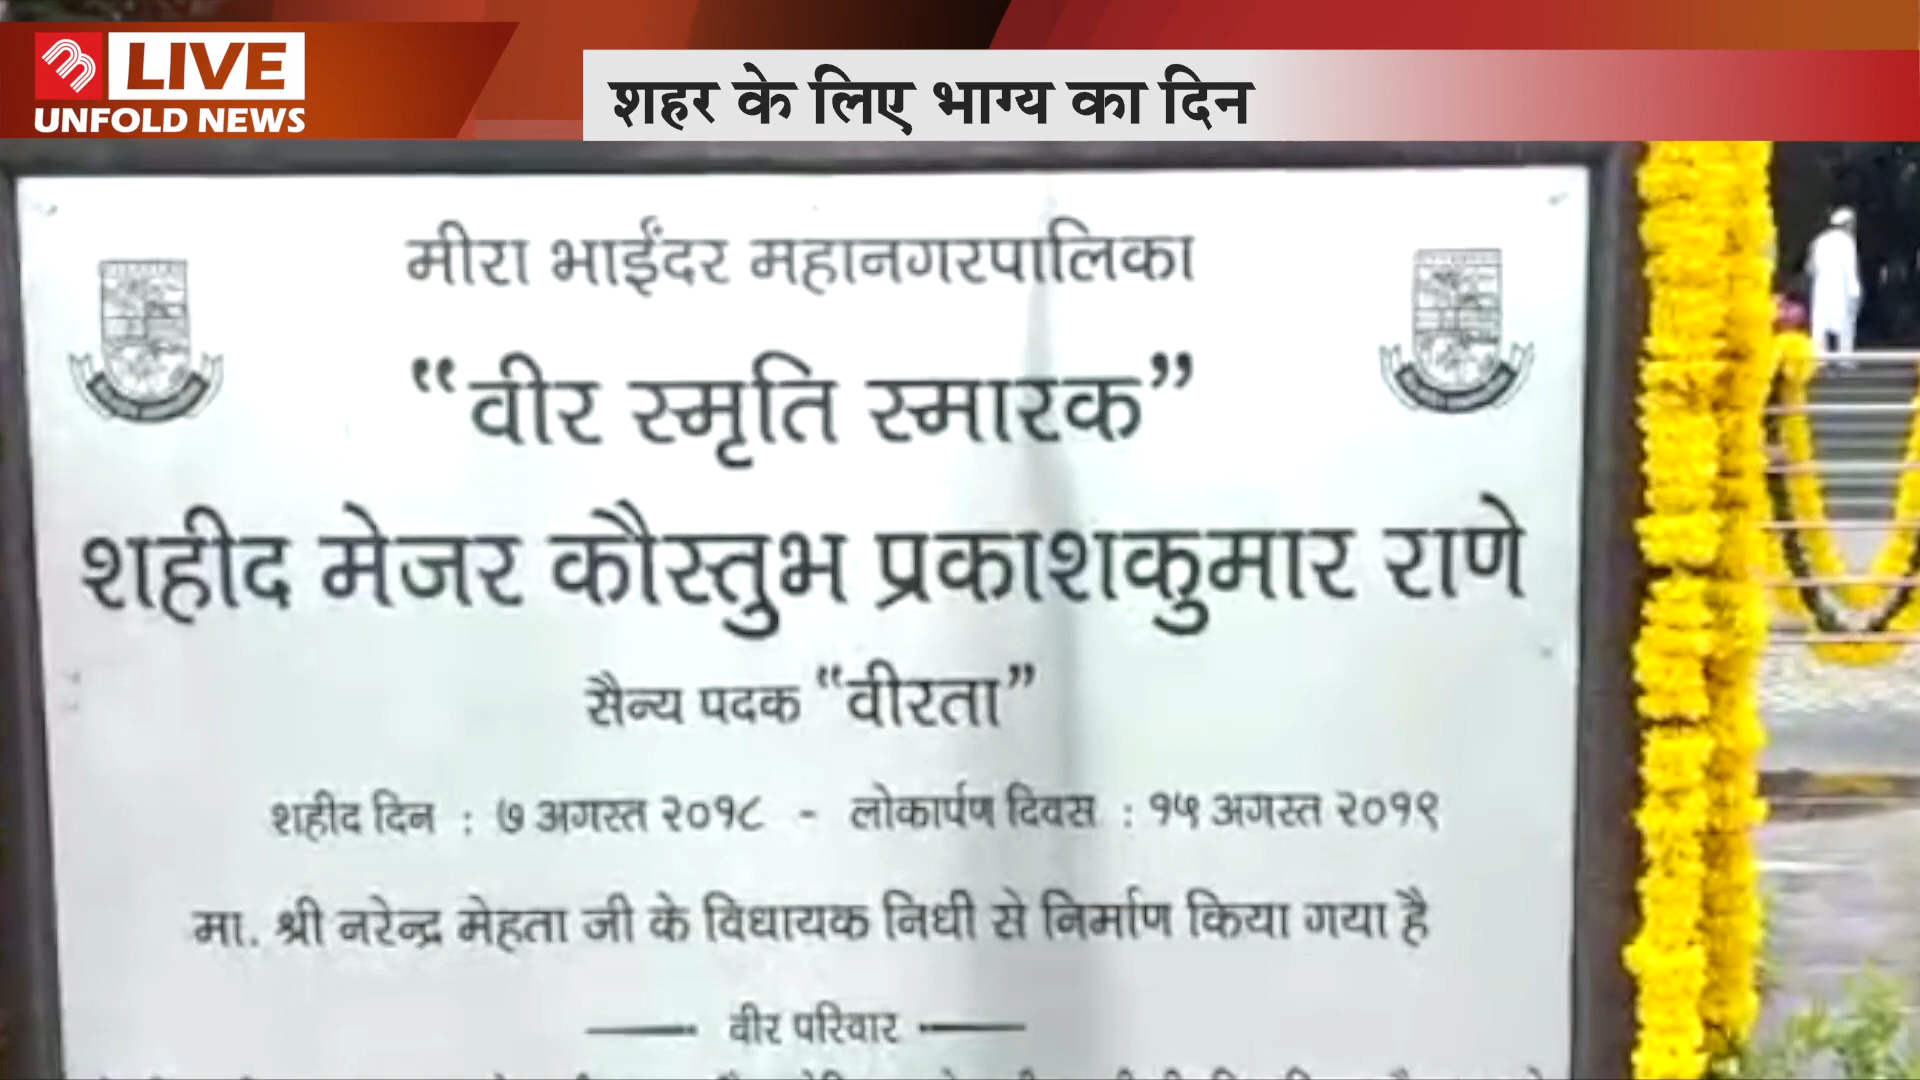 LIVE
UNFOLD NEWS
शहर के लिए भाग्य का दिन
मीरा भाईंदर महानगरपालिका
“वीर स्मृति स्मारक”
शहीद मेजर कौस्तुभ प्रकाशकुमार राणे
सैन्य पदक “वीरता”
शहीद दिन : ७ अगस्त २०१८ - लोकार्पण दिवस : १५ अगस्त २०१९
मा. श्री नरेन्द्र मेहता जी के विधायक निधी से निर्माण किया गया है
वीर परिवार